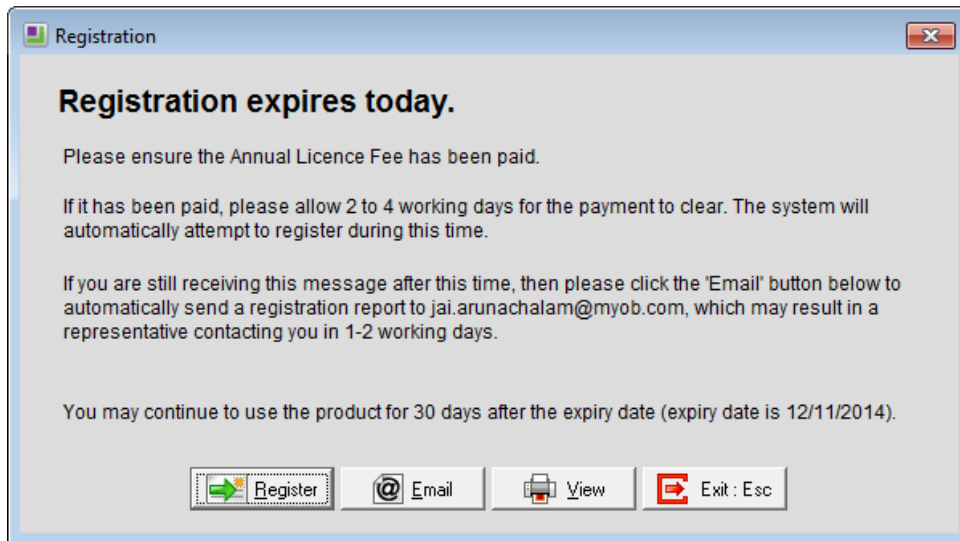 Registration
Registration expires today.
Please ensure the Annual Licence Fee has been paid.
If it has been paid, please allow 2 to 4 working days for the payment to clear. The system will
automatically attempt to register during this time.
If you are still receiving this message after this time, then please click the 'Email' button below to
automatically send a registration report to jai.arunachalam@myob.com, which may result in a
representative contacting you in 1-2 working days.
You may continue to use the product for 30 days after the expiry date (expiry date is 12/11/2014).
Register Email View Exit : Esc